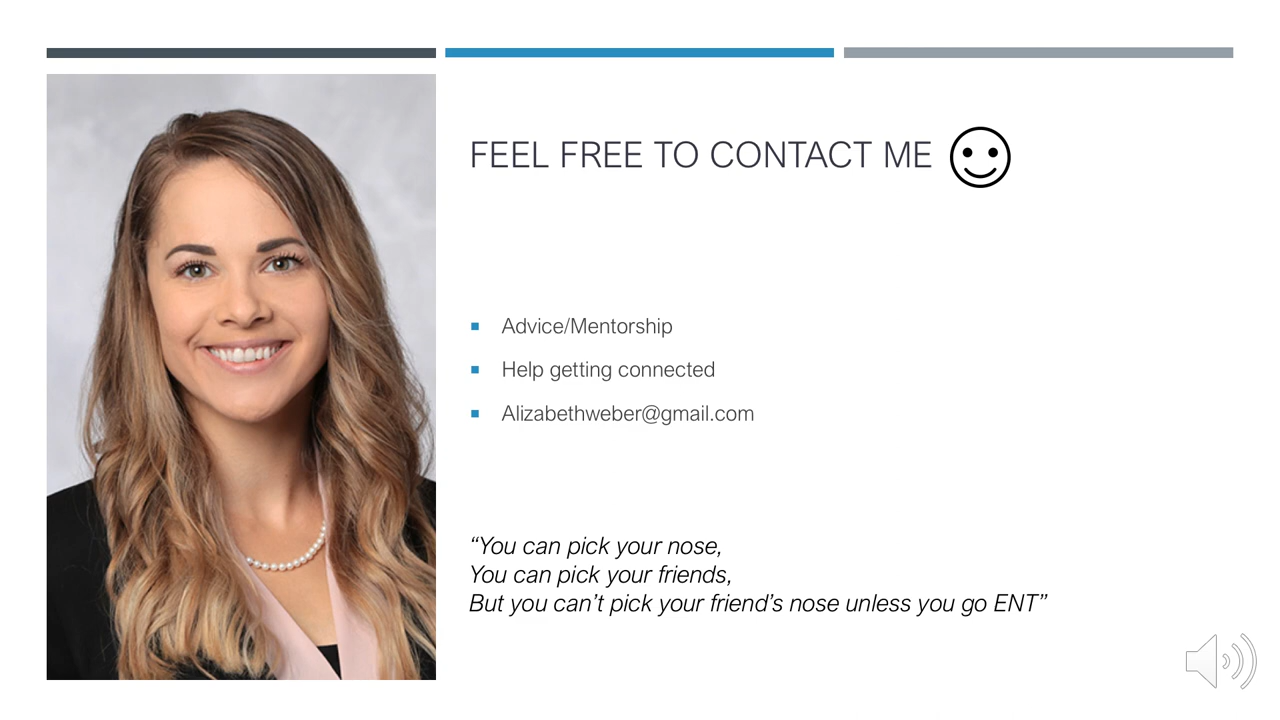 FEEL FREE TO CONTACT ME
Advice/Mentorship
Help getting connected
Alizabethweber@gmail.com
“You can pick your nose,
You can pick your friends,
But you can’t pick your friend’s nose unless you go ENT”